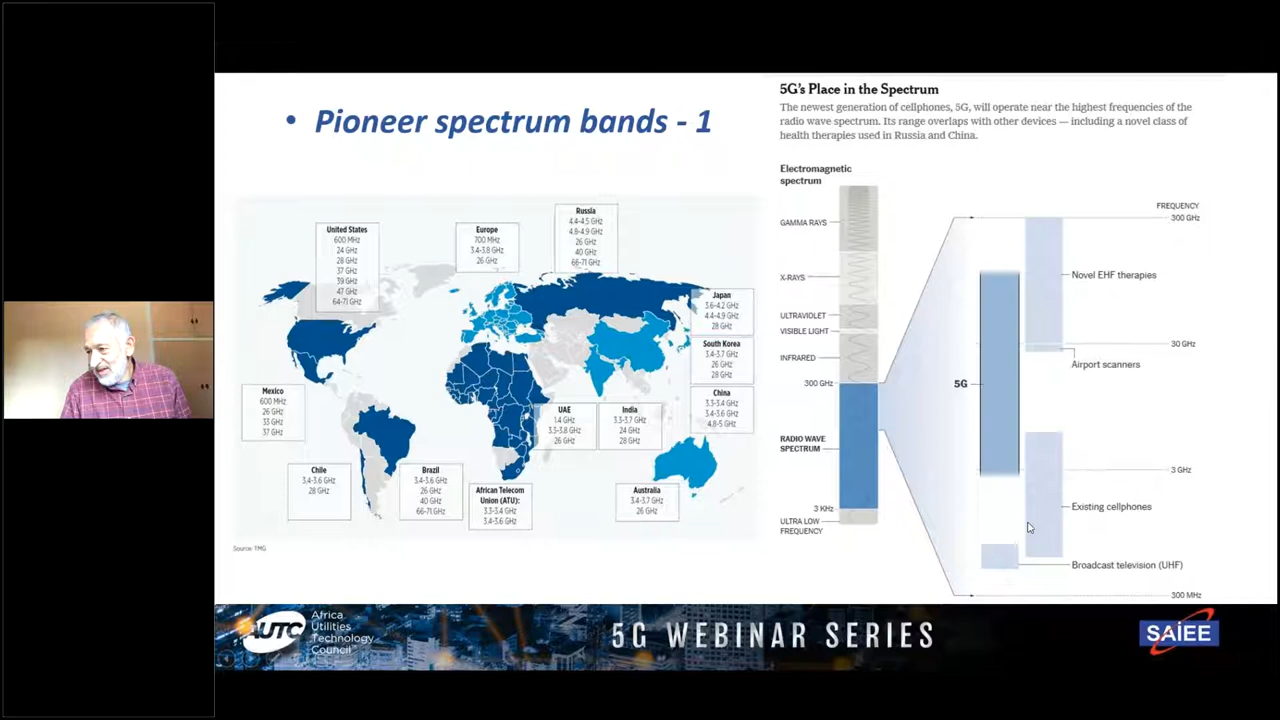 • Pioneer spectrum bands - 1
United States
600 MHz
24 GHz
28 GHz
37 GHz
39 GHz
47 GHz
64-71 GHz
Europe
700 MHz
3.4-3.8 GHz
26 GHz
Russia
4.4-4.5 GHz
4.8-4.9 GHz
26 GHz
40 GHz
66-71 GHz
Japan
3.6-4.2 GHz
4.4-4.9 GHz
28 GHz
South Korea
3.4-3.7 GHz
26 GHz
28 GHz
China
3.3-3.4 GHz
3.4-3.6 GHz
4.8-5 GHz
Mexico
600 MHz
26 GHz
33 GHz
37 GHz
UAE
1.4 GHz
3.3-3.8 GHz
26 GHz
India
3.3-3.7 GHz
24 GHz
28 GHz
Chile
3.4-3.6 GHz
28 GHz
Brazil
3.4-3.6 GHz
26 GHz
40 GHz
66-71 GHz
African Telecom
Union (ATU):
3.3-3.4 GHz
3.4-3.6 GHz
Australia
3.4-3.7 GHz
26 GHz
Source: TMG
5G's Place in the Spectrum
The newest generation of cellphones, 5G, will operate near the highest frequencies of the
radio wave spectrum. Its range overlaps with other devices — including a novel class of
health therapies used in Russia and China.
Electromagnetic
spectrum
GAMMA RAYS
X-RAYS
ULTRAVIOLET
VISIBLE LIGHT
INFRARED
300 GHz
RADIO WAVE
SPECTRUM
3 KHz
ULTRA LOW
FREQUENCY
FREQUENCY
300 GHz
Novel EHF therapies
30 GHz
Airport scanners
5G
3 GHz
Existing cellphones
Broadcast television (UHF)
300 MHz
AUTC
Africa
Utilities
Technology
Council
5G WEBINAR SERIES
SAIEE